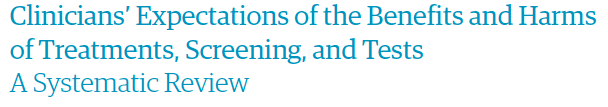 Clinicians’ Expectations of the Benefits and Harms
of Treatments, Screening, and Tests
A Systematic Review